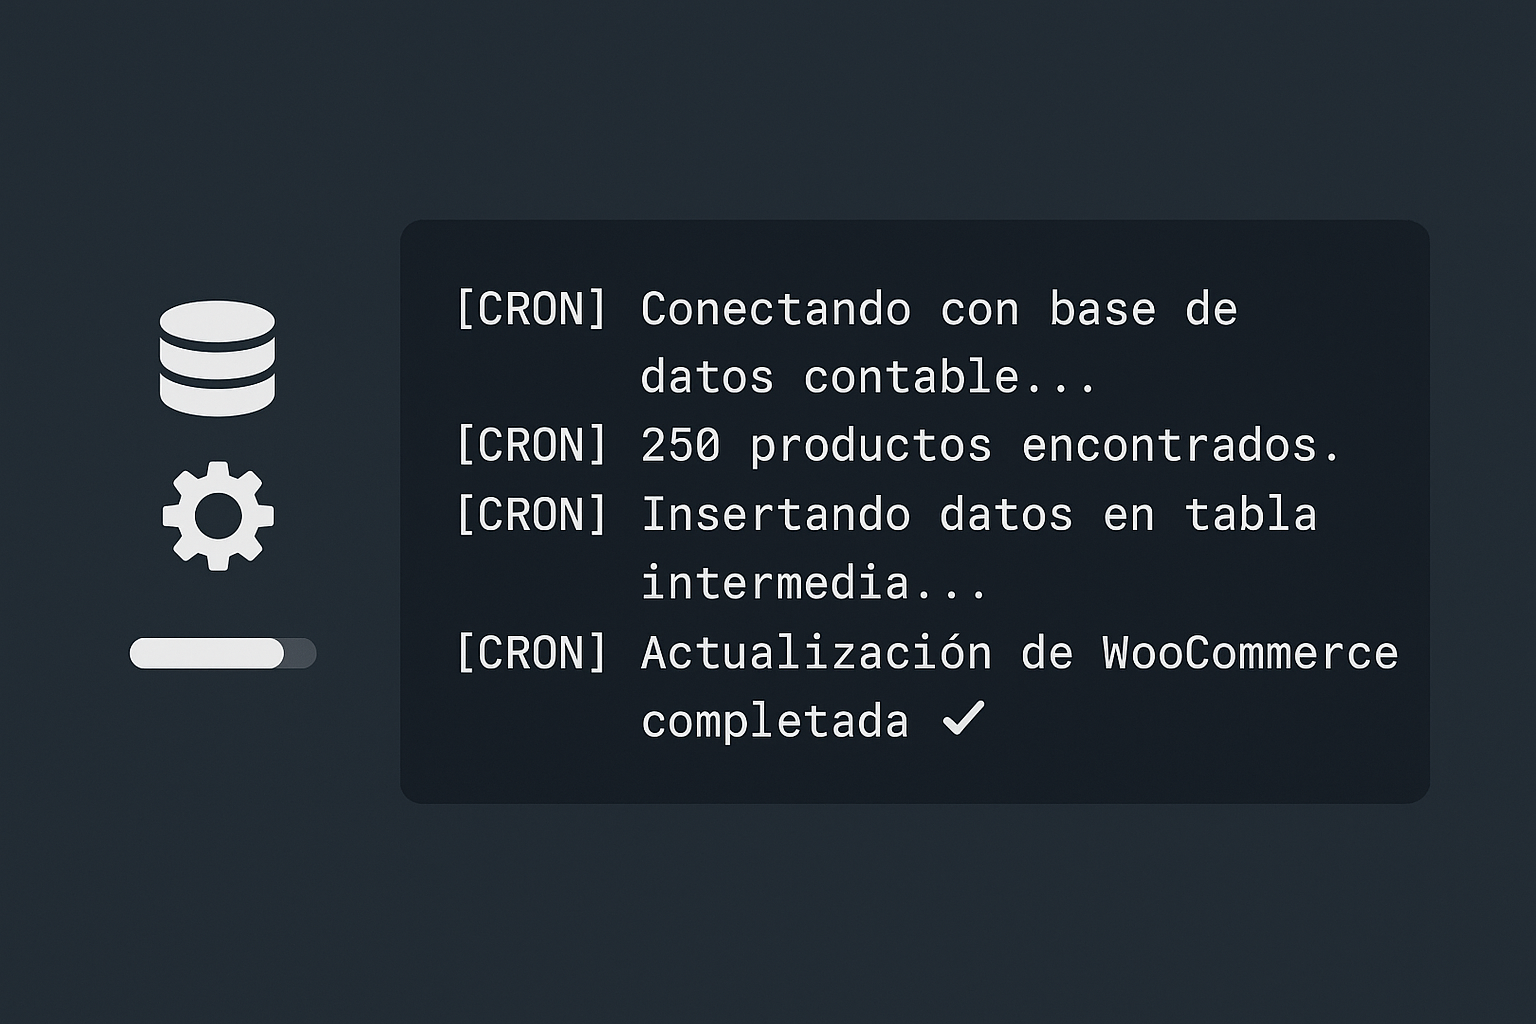 [CRON] Conectando con base de
datos contable...
[CRON] 250 productos encontrados.
[CRON] Insertando datos en tabla
intermedia...
[CRON] Actualización de WooCommerce
completada ✓